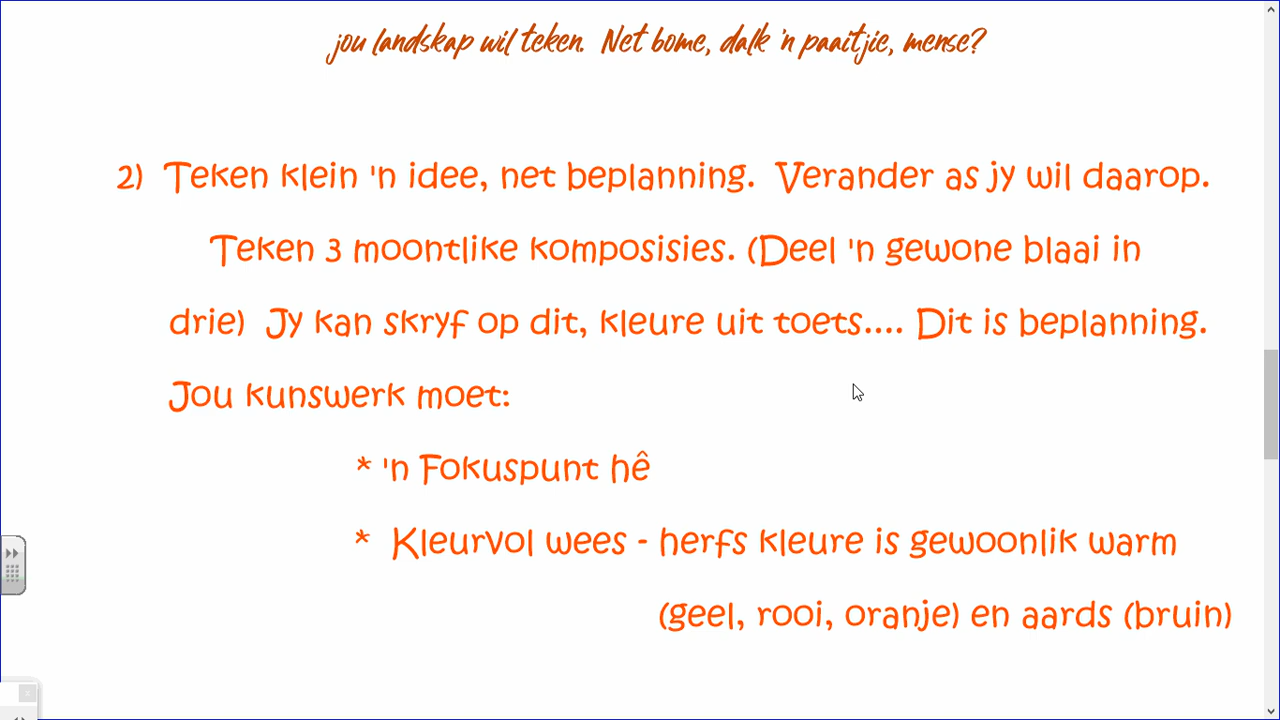 jou landskap wil teken. Net bome, dalk 'n paaitjie, mense?
2) Teken klein 'n idee, net beplanning. Verander as jy wil daarop.
Teken 3 moontlike komposisies. (Deel 'n gewone blaai in
drie) Jy kan skryf op dit, kleure uit toets.... Dit is beplanning.
Jou kunswerk moet:
* 'n Fokuspunt hê
* Kleurvol wees - herfs kleure is gewoonlik warm
(geel, rooi, oranje) en aards (bruin)